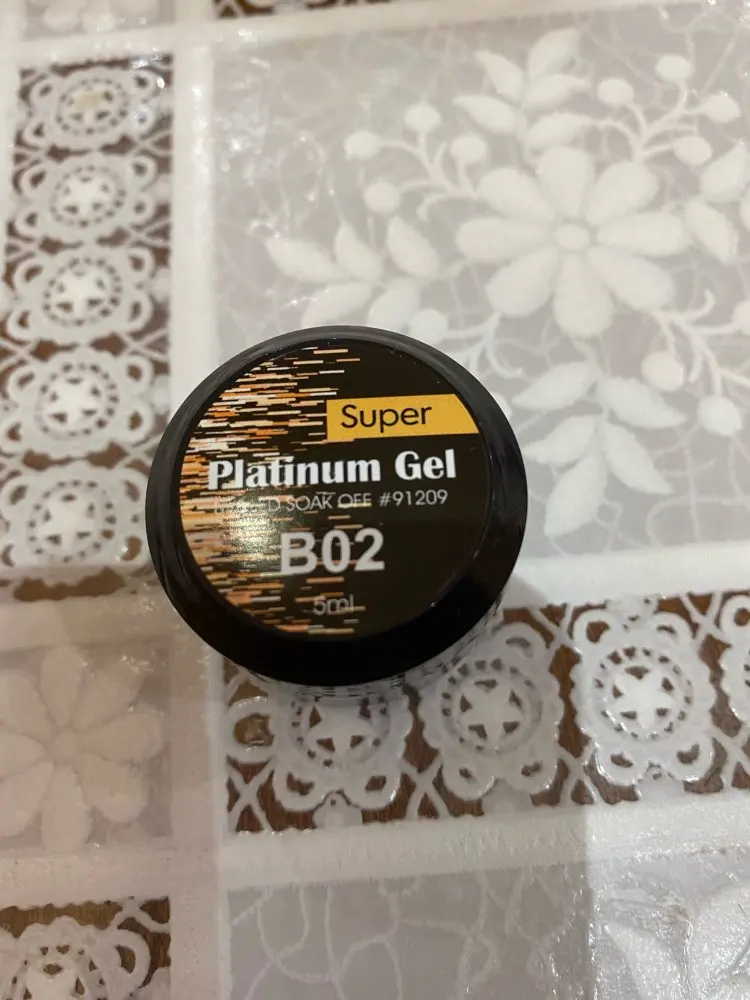 Super
Platinum Gel
SOAK OFF #91209
B02
5ml